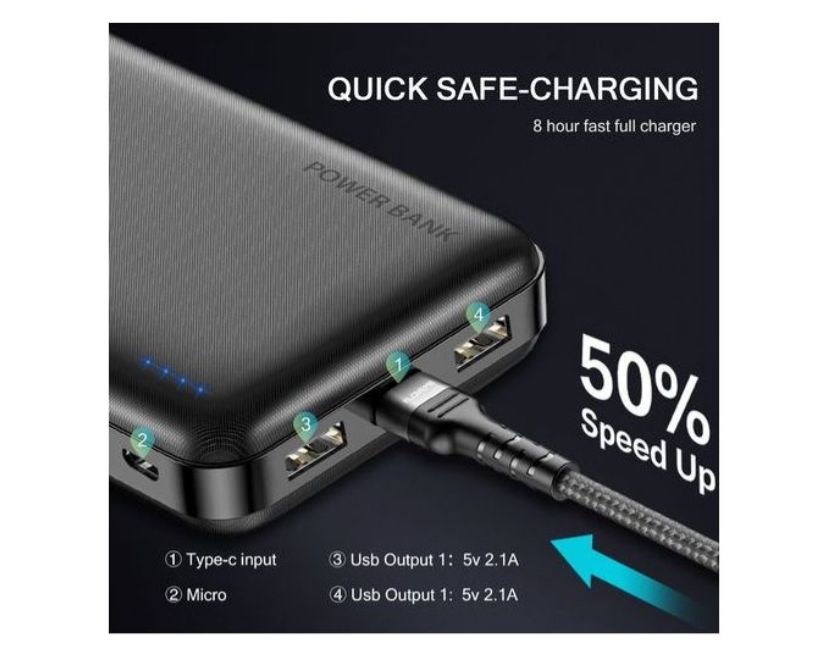 QUICK SAFE-CHARGING
8 hour fast full charger
POWER BANK
4
1
3
2
50%
Speed Up
① Type-c input
③ Usb Output 1: 5v 2.1A
② Micro
④ Usb Output 1: 5v 2.1A